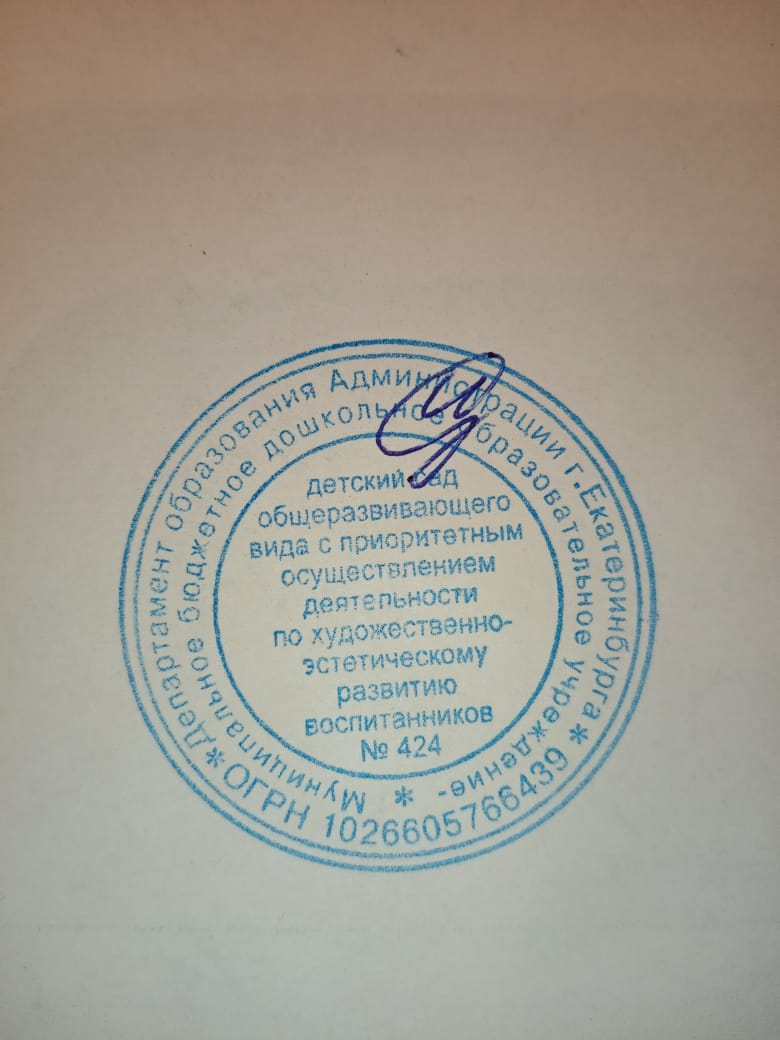 *Департамент образования Администрации г.Екатеринбурга*
ОГРН 1026605766439
Муниципальное бюджетное дошкольное образовательное учреждение- *
детский сад
общеразвивающего
вида с приоритетным
осуществлением
деятельности
по художественно-
эстетическому
развитию
воспитанников
№ 424